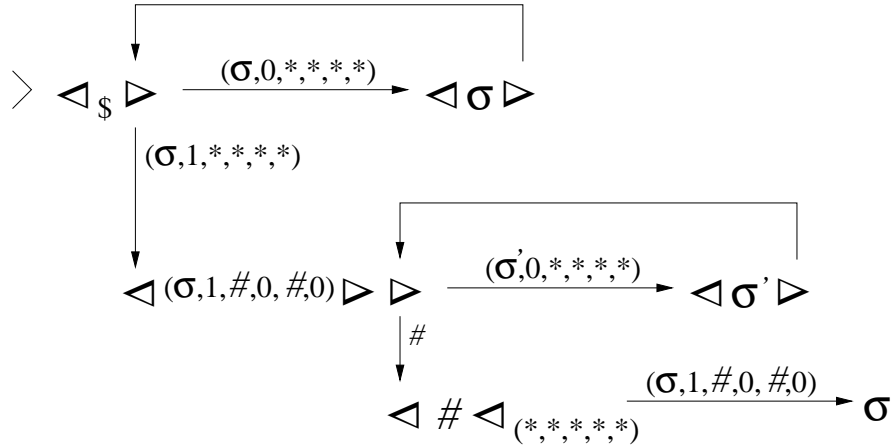 > ◁ $ ▷ (σ,0,*,*,*,*) ◁ σ ▷
(σ,1,*,*,*,*)
◁ (σ,1,#,0, #,0) ▷ ▷ (σ',0,*,*,*,*) ◁ σ' ▷
#
◁ # ◁ (*,*,*,*,*) (σ,1,#,0, #,0) σ